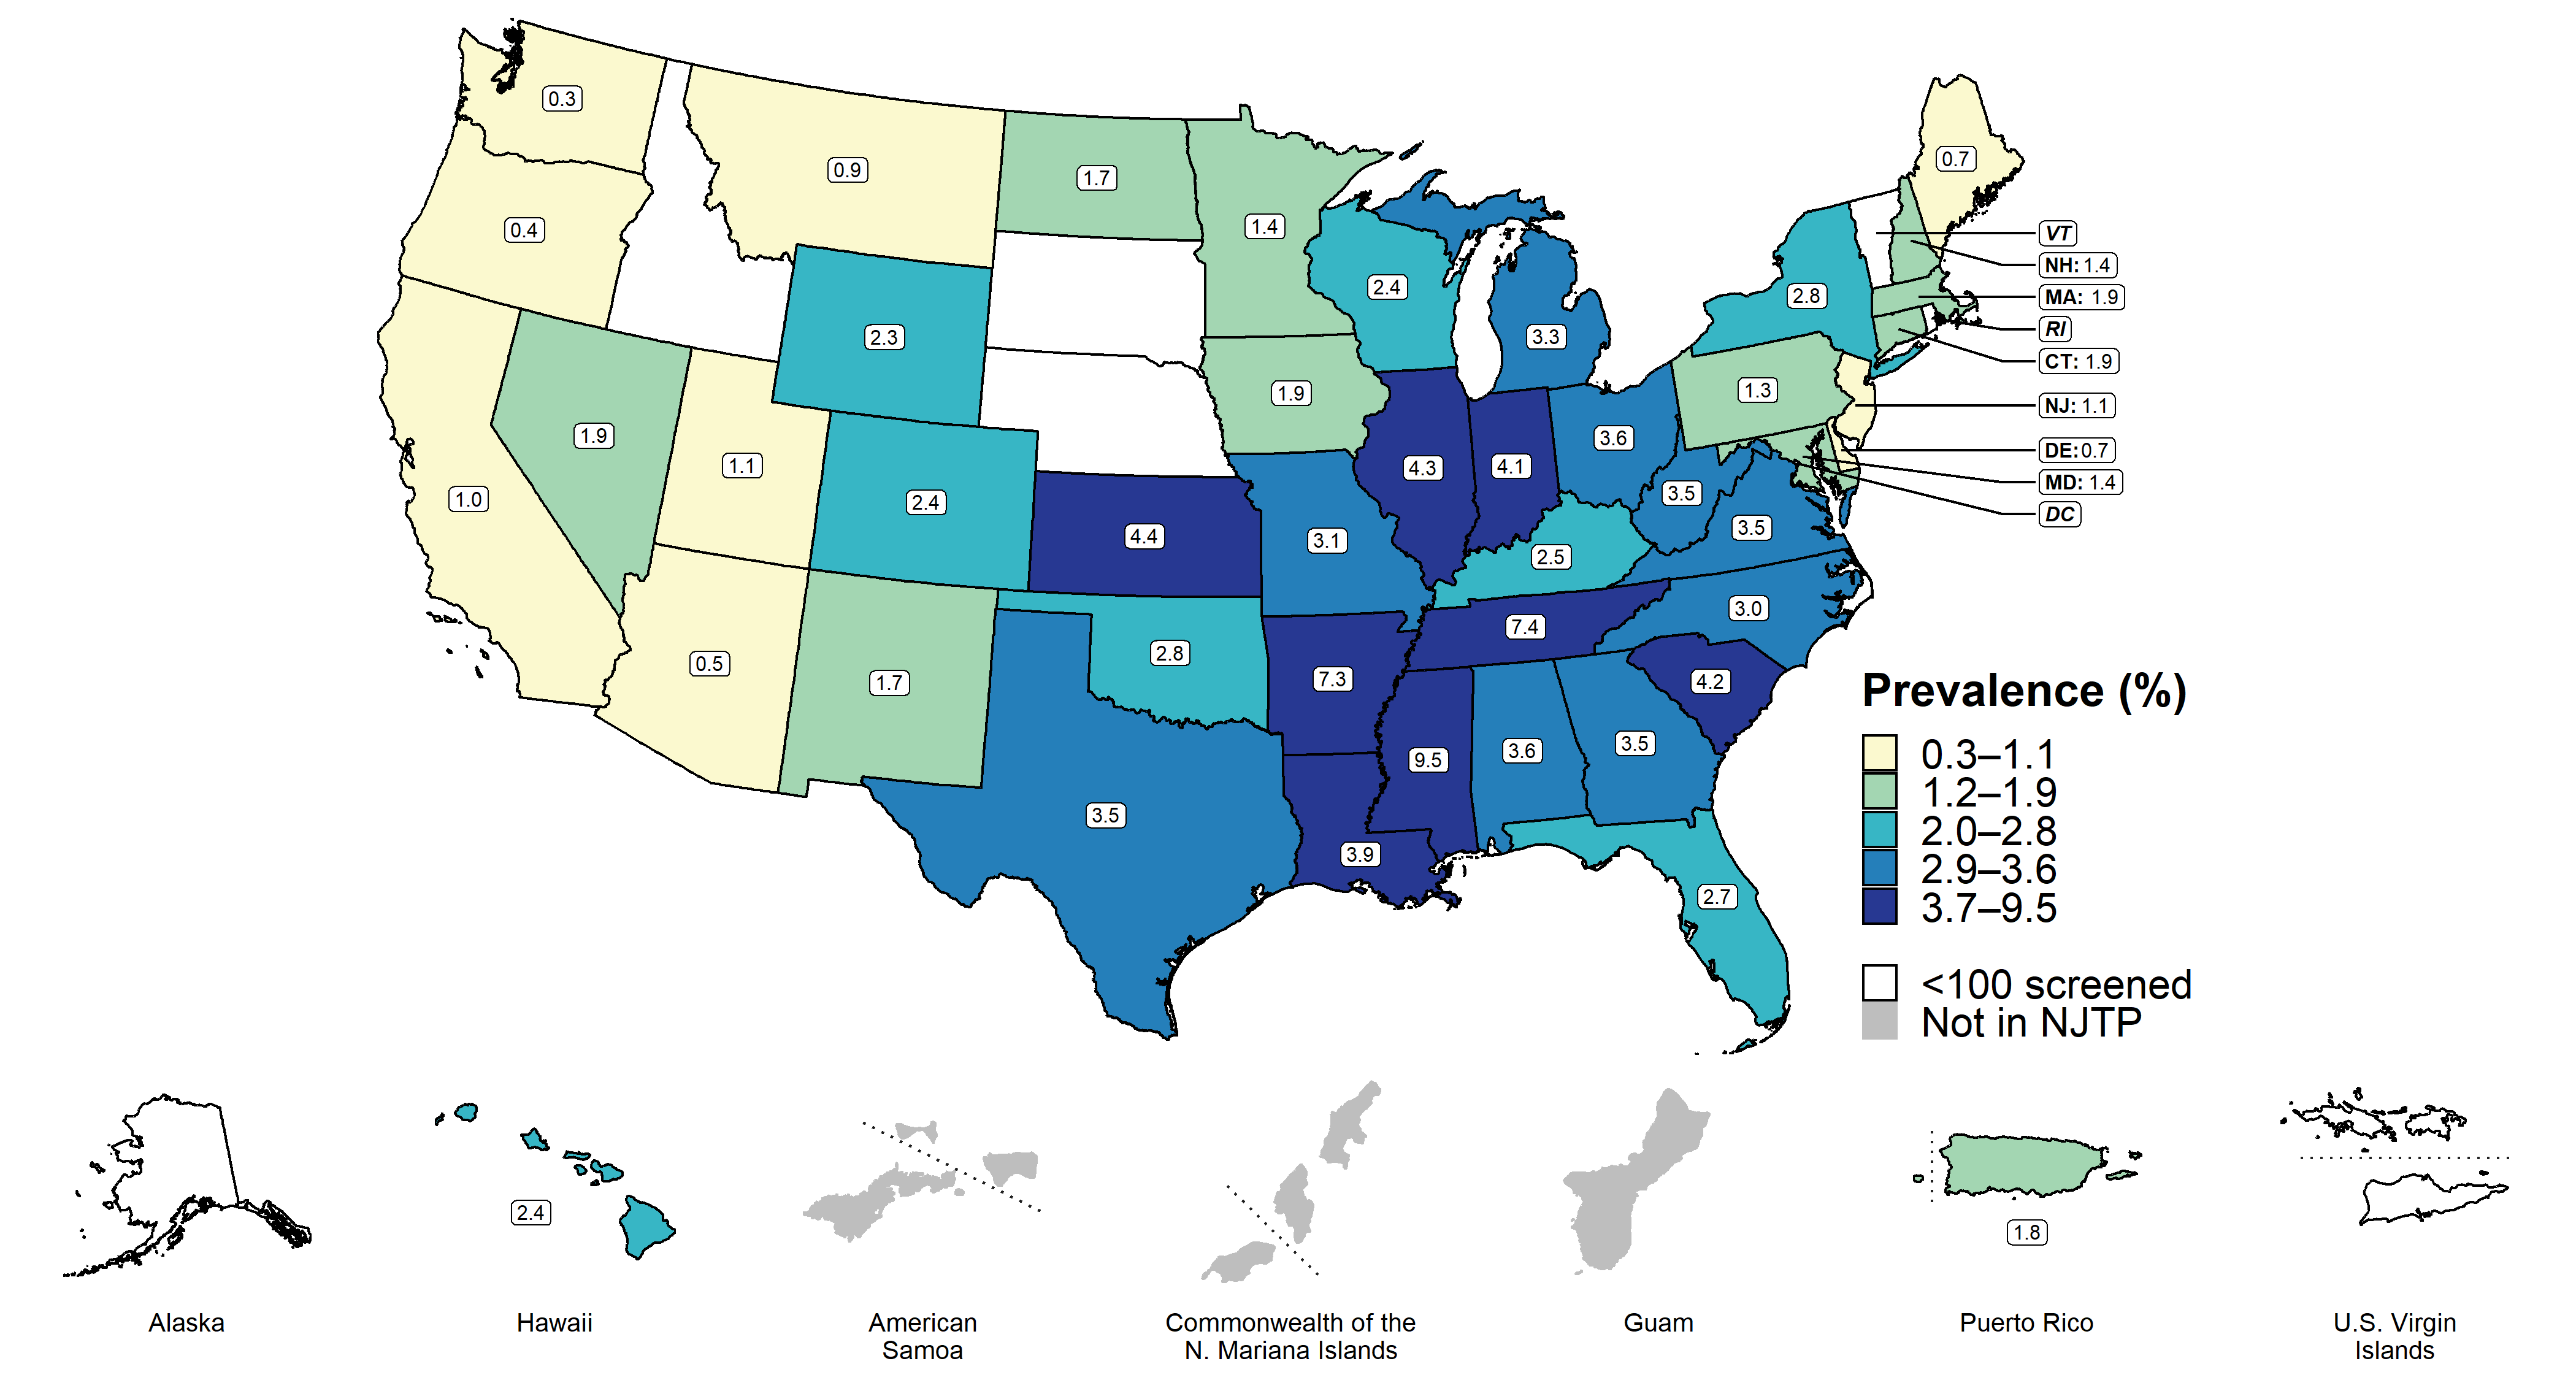 0.3
0.7
0.9
1.7
1.4
0.4
VT
NH: 1.4
2.4
2.8
MA: 1.9
2.3
3.3
RI
CT: 1.9
1.9
1.3
NJ: 1.1
1.9
3.6
1.1
4.3
4.1
DE:0.7
MD: 1.4
1.0
2.4
3.5
DC
4.4
3.1
3.5
2.5
3.0
7.4
0.5
2.8
1.7
7.3
4.2
9.5
3.6
3.5
3.5
3.9
2.7
Prevalence (%)
0.3–1.1
1.2–1.9
2.0–2.8
2.9–3.6
3.7–9.5
<100 screened
Not in NJTP
2.4
1.8
Alaska
Hawaii
American
Samoa
Commonwealth of the
N. Mariana Islands
Guam
Puerto Rico
U.S. Virgin
Islands